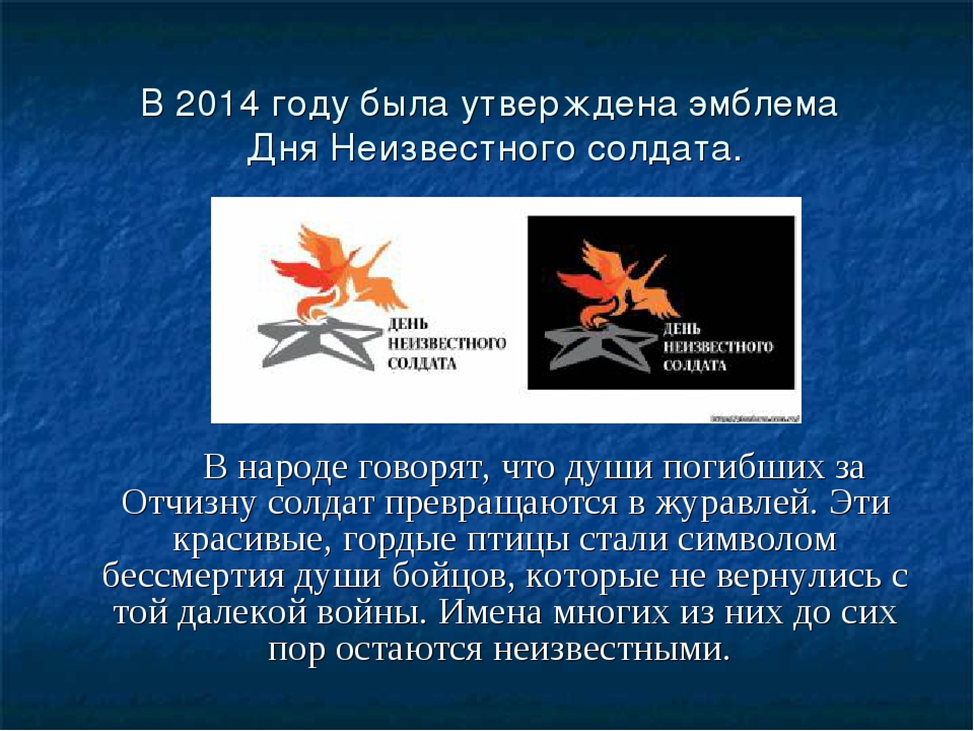 В 2014 году была утверждена эмблема
Дня Неизвестного солдата.
ДЕНЬ
НЕИЗВЕСТНОГО
СОЛДАТА
ДЕНЬ
НЕИЗВЕСТНОГО
СОЛДАТА
В народе говорят, что души погибших за
Отчизну солдат превращаются в журавлей. Эти
красивые, гордые птицы стали символом
бессмертия души бойцов, которые не вернулись с
той далекой войны. Имена многих из них до сих
пор остаются неизвестными.